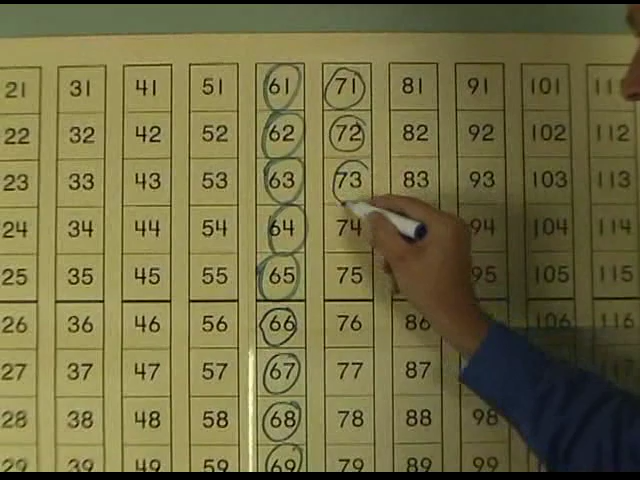 21 31 41 51 61 71 81 91 101
22 32 42 52 62 72 82 92 102 112
23 33 43 53 63 73 83 93 103 113
24 34 44 54 64 74 94 104 114
25 35 45 55 65 75 95 105 115
26 36 46 56 66 76 86 106 116
27 37 47 57 67 77 87
28 38 48 58 68 78 88 98
29 39 49 59 69 79 89 99